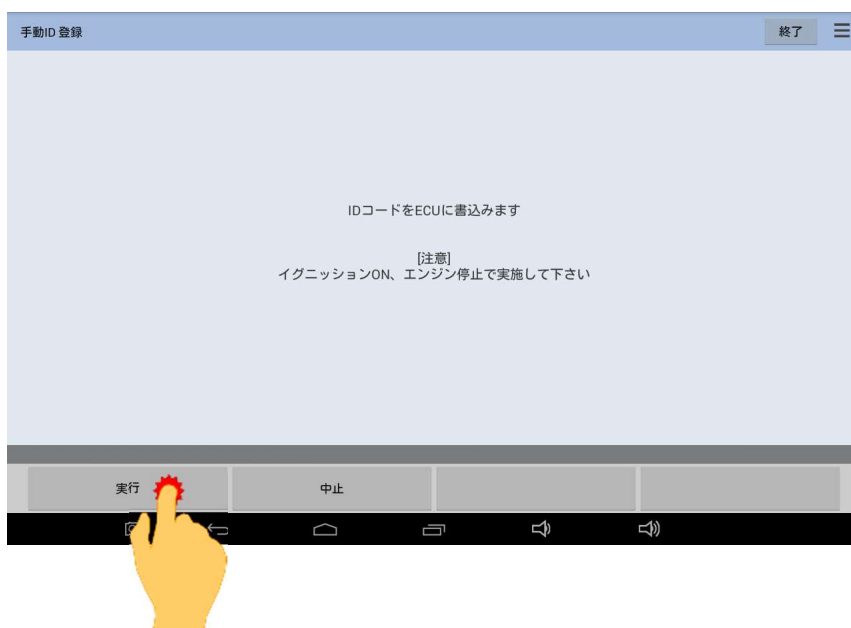 手動ID 登録
終了
IDコードをECUに書込みます
[注意]
イグニッションON、エンジン停止で実施して下さい
実行
中止